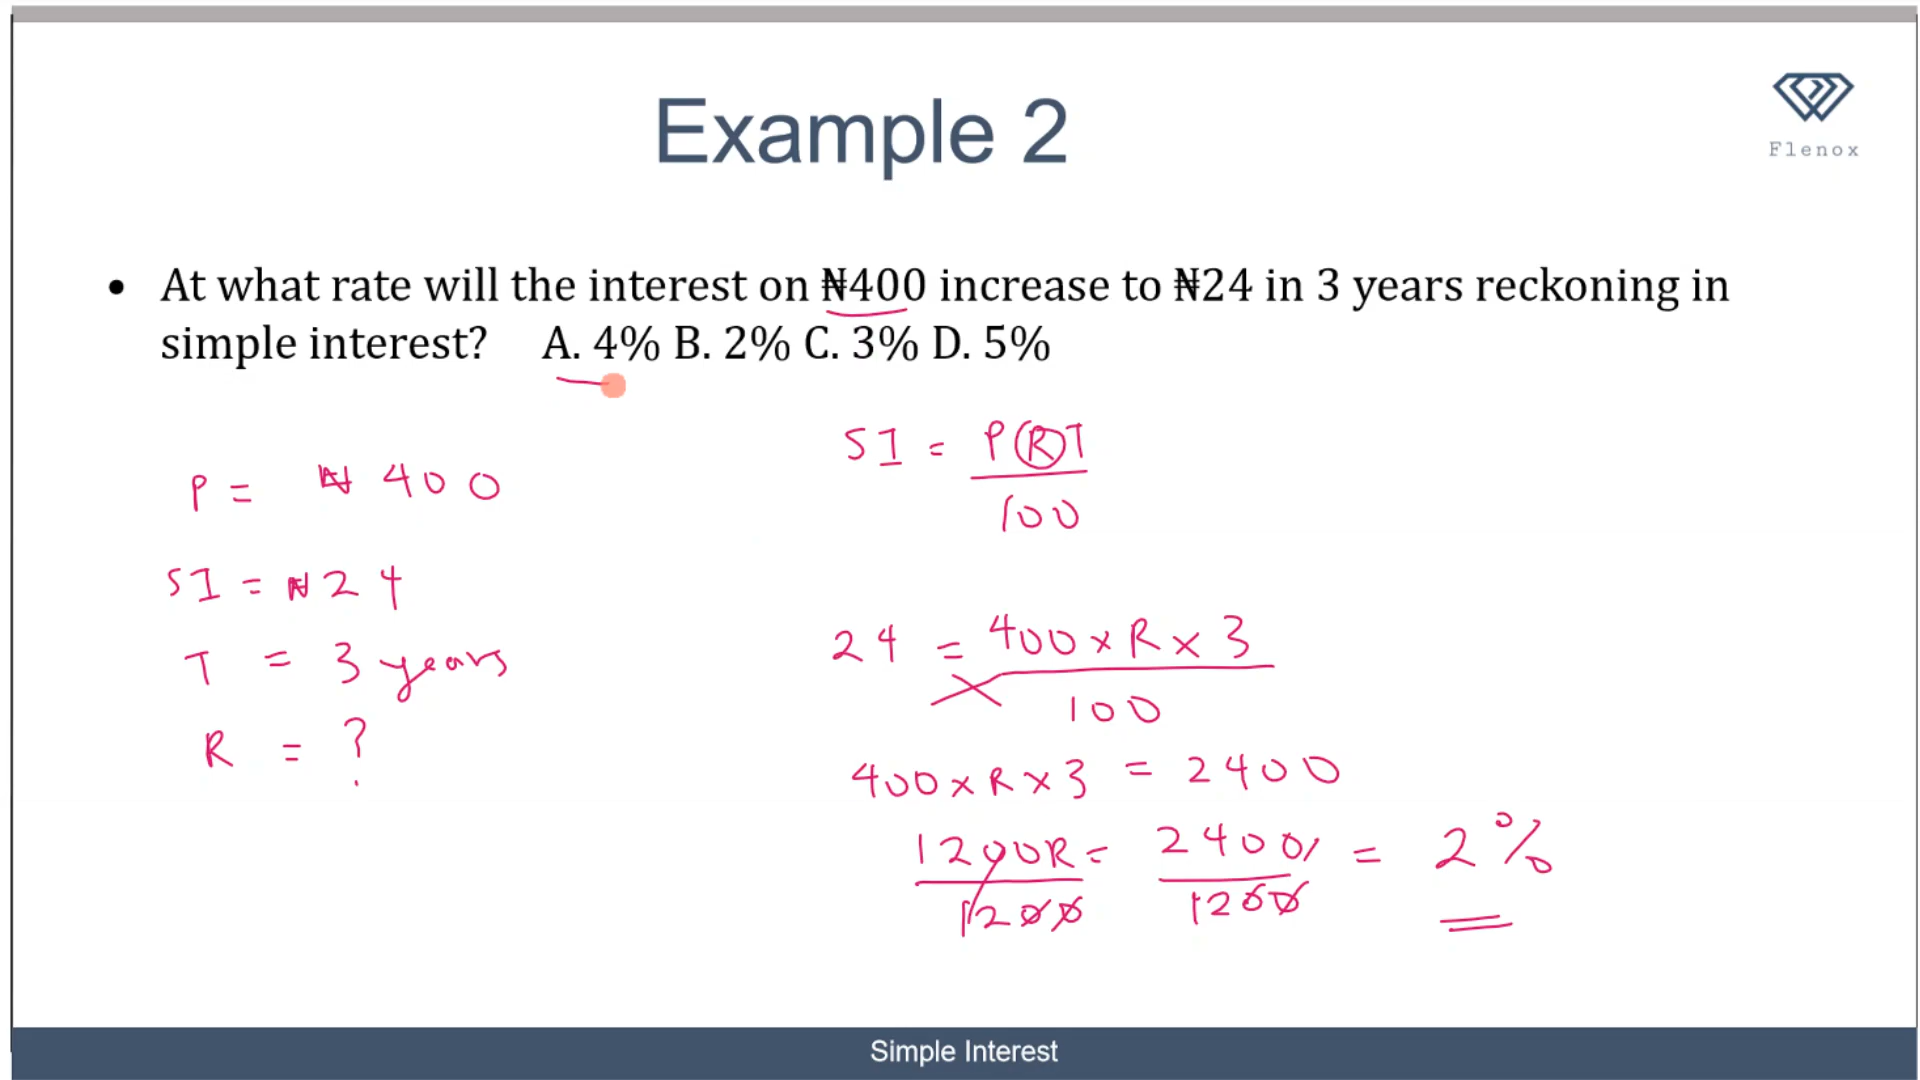 Example 2
Flenox
• At what rate will the interest on ₦400 increase to ₦24 in 3 years reckoning in
simple interest? A. 4% B. 2% C. 3% D. 5%
P = ₦ 400
SI = ₦24
T = 3 years
R = ?
SI = PRT
100
24 = 400 × R × 3
100
400 × R × 3 = 2400
1200R = 2400 = 2%
1200 1200
Simple Interest